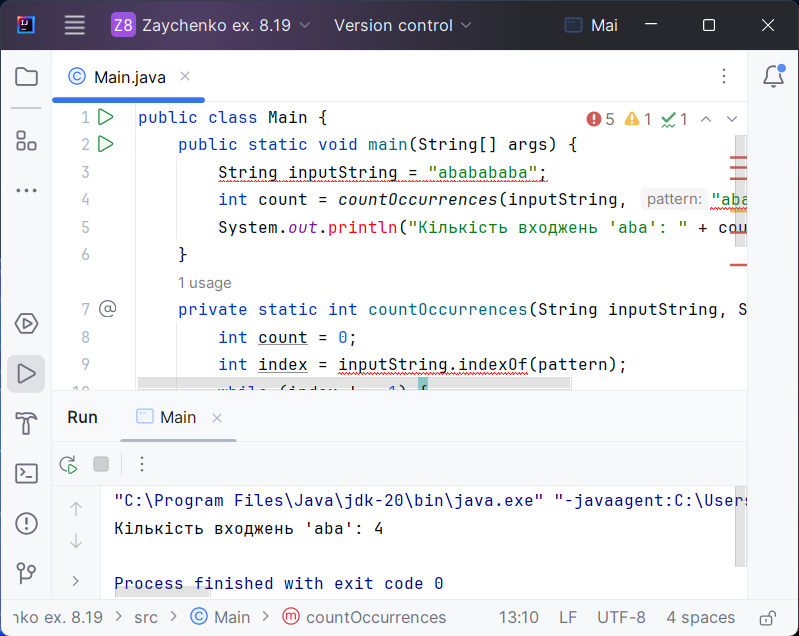 Z8 Zaychenko ex. 8.19 Version control Mai
Main.java
5 1 1
1 public class Main {
2 public static void main(String[] args) {
3 String inputString = "ababababa";
4 int count = countOccurrences(inputString, pattern: "aba
5 System.out.println("Кількість входжень 'aba': " + cou
6 }
1 usage
7 @ private static int countOccurrences(String inputString, S
8 int count = 0;
9 int index = inputString.indexOf(pattern);
10 while (index != -1) {
Run Main
"C:\Program Files\Java\jdk-20\bin\java.exe" "-javaagent:C:\Users
Кількість входжень 'aba': 4
Process finished with exit code 0
nko ex. 8.19 > src > Main > m countOccurrences 13:10 LF UTF-8 4 spaces